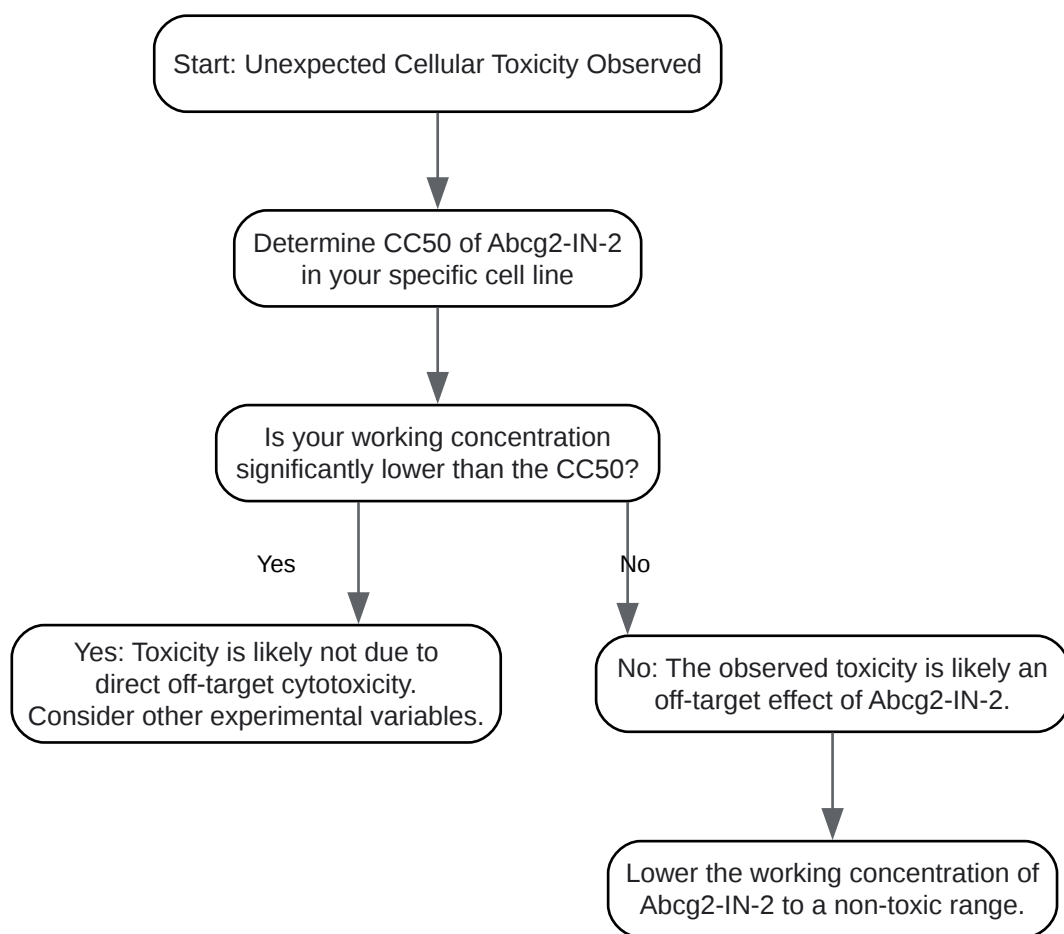 Start: Unexpected Cellular Toxicity Observed
Determine CC50 of Abcg2-IN-2
in your specific cell line
Is your working concentration
significantly lower than the CC50?
Yes
No
Yes: Toxicity is likely not due to
direct off-target cytotoxicity.
Consider other experimental variables.
No: The observed toxicity is likely an
off-target effect of Abcg2-IN-2.
Lower the working concentration of
Abcg2-IN-2 to a non-toxic range.